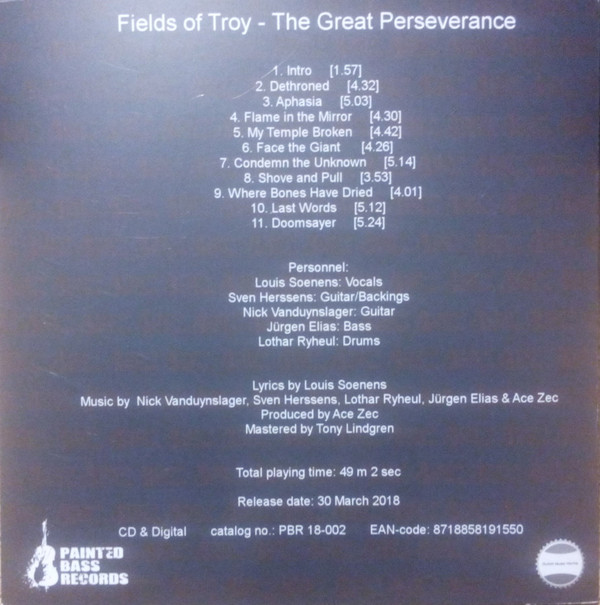 Fields of Troy - The Great Perseverance
1. Intro [1.57]
2. Dethroned [4.32]
3. Aphasia [5.03]
4. Flame in the Mirror [4.30]
5. My Temple Broken [4.42]
6. Face the Giant [4.26]
7. Condemn the Unknown [5.14]
8. Shove and Pull [3.53]
9. Where Bones Have Dried [4.01]
10. Last Words [5.12]
11. Doomsayer [5.24]
Personnel:
Louis Soenens: Vocals
Sven Herssens: Guitar/Backings
Nick Vanduynslager: Guitar
Jürgen Elias: Bass
Lothar Ryheul: Drums
Lyrics by Louis Soenens
Music by Nick Vanduynslager, Sven Herssens, Lothar Ryheul, Jürgen Elias & Ace Zec
Produced by Ace Zec
Mastered by Tony Lindgren
Total playing time: 49 m 2 sec
Release date: 30 March 2018
CD & Digital catalog no.: PBR 18-002 EAN-code: 8718858191550
PAINTED
BASS
RECORDS